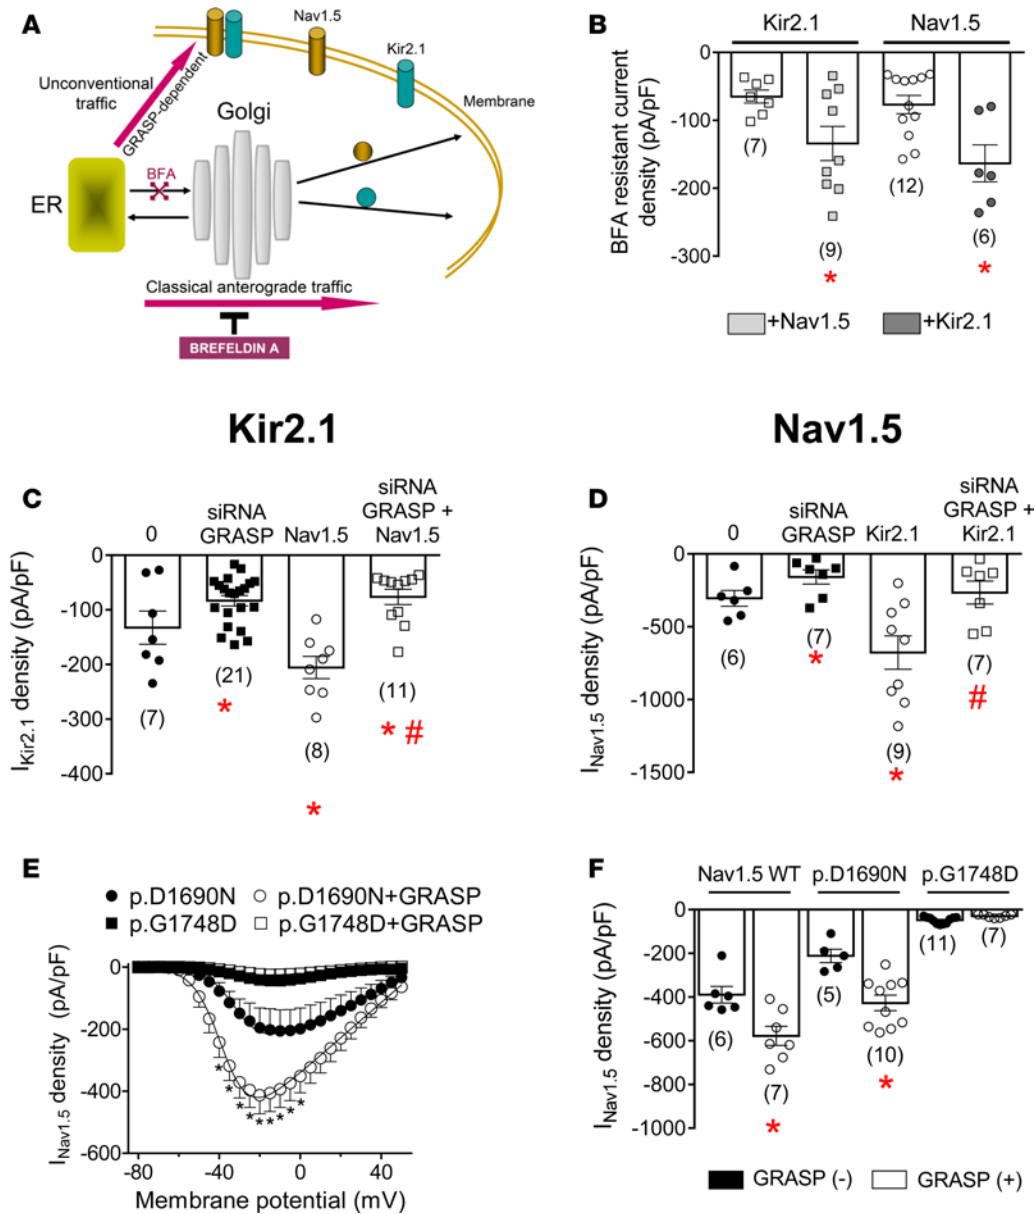 A
Nav1.5
Kir2.1
Membrane
Unconventional
traffic
GRASP-dependent
Golgi
BFA
ER
Classical anterograde traffic
BREFELDIN A
B
Kir2.1 Nav1.5
BFA resistant current
density (pA/pF)
0
-100
-200
-300
(7)
(9)
(12)
(6)
*
*
+Nav1.5 +Kir2.1
Kir2.1
Nav1.5
C
0
siRNA
GRASP
Nav1.5
siRNA
GRASP +
Nav1.5
I Kir2.1 density (pA/pF)
0
-100
-200
-300
-400
(7)
(21)
(8)
(11)
*
*
* #
D
0
siRNA
GRASP
Kir2.1
siRNA
GRASP +
Kir2.1
I Nav1.5 density (pA/pF)
0
-500
-1000
-1500
(6)
(7)
(9)
(7)
*
*
#
E
p.D1690N p.D1690N+GRASP
p.G1748D p.G1748D+GRASP
I Nav1.5 density (pA/pF)
0
-200
-400
-600
* * * * * * * * *
-80 -40 0 40
Membrane potential (mV)
F
Nav1.5 WT p.D1690N p.G1748D
I Nav1.5 density (pA/pF)
0
-200
-400
-600
-800
-1000
(6)
(7)
(5)
(10)
(11)
(7)
*
*
GRASP (-) GRASP (+)